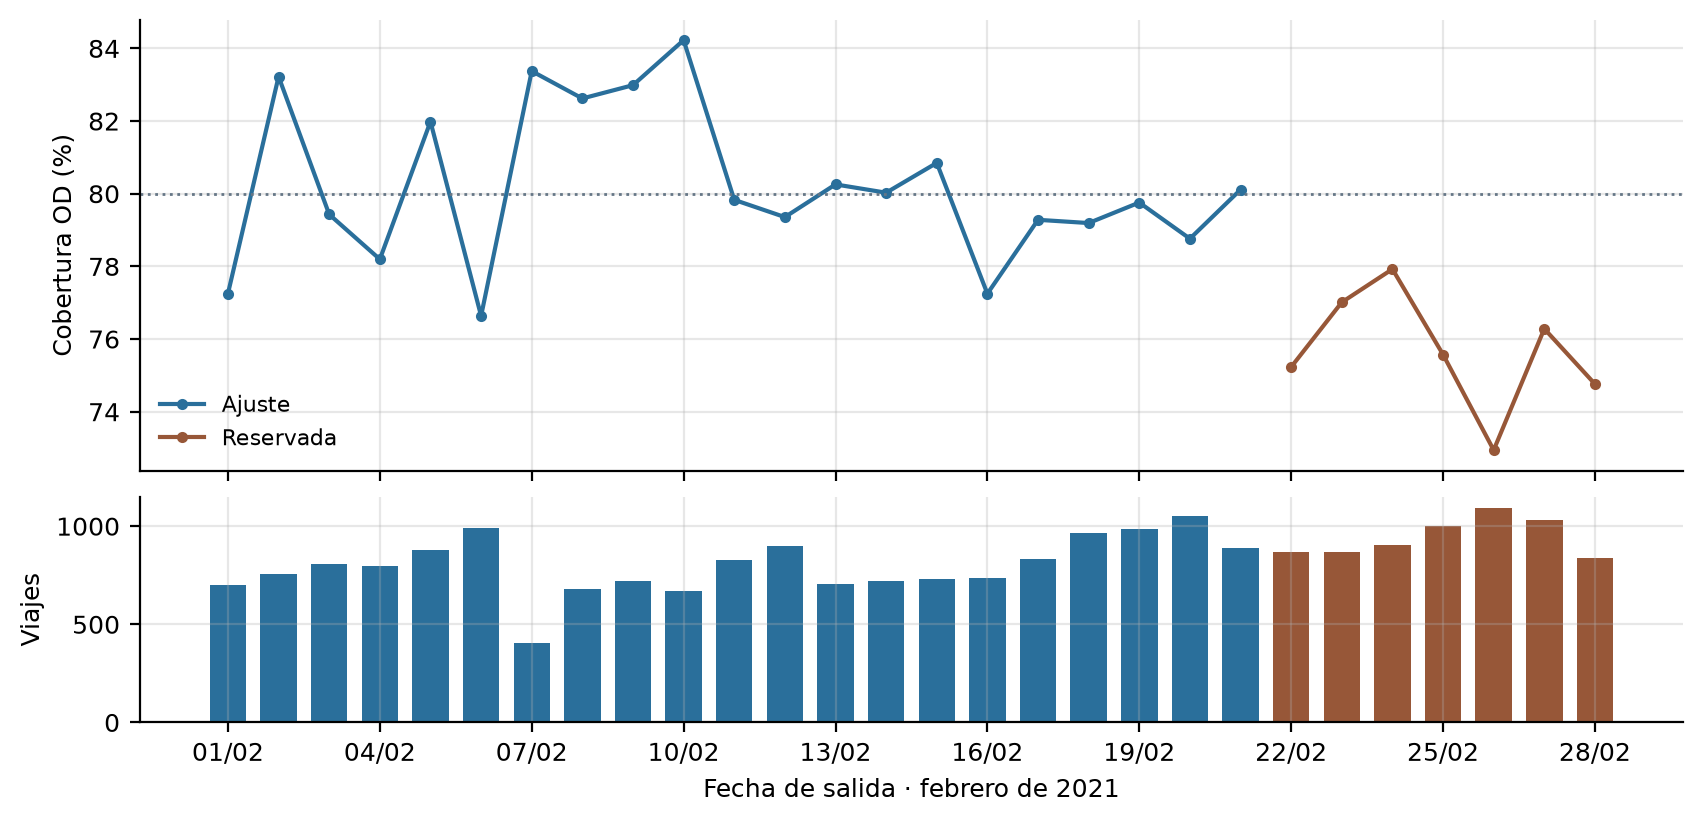 84
82
80
78
76
74
Cobertura OD (%)
Ajuste
Reservada
1000
500
0
Viajes
01/02 04/02 07/02 10/02 13/02 16/02 19/02 22/02 25/02 28/02
Fecha de salida · febrero de 2021